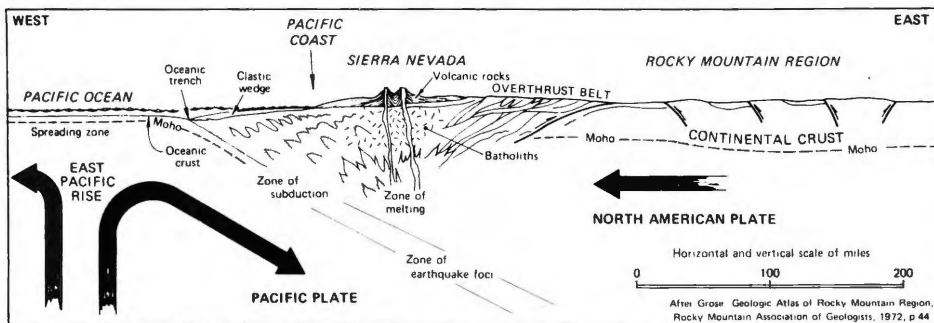 WEST
EAST
PACIFIC
COAST
SIERRA NEVADA
ROCKY MOUNTAIN REGION
Oceanic
trench
Clastic
wedge
Volcanic rocks
OVERTHRUST BELT
PACIFIC OCEAN
Spreading zone
Moho
Oceanic
crust
EAST
PACIFIC
RISE
Zone of
subduction
Zone of
melting
Batholiths
Moho
CONTINENTAL CRUST
Moho
NORTH AMERICAN PLATE
Zone of
earthquake foci
PACIFIC PLATE
Horizontal and vertical scale of miles
0 100 200
After Grose Geologic Atlas of Rocky Mountain Region,
Rocky Mountain Association of Geologists, 1972, p 44